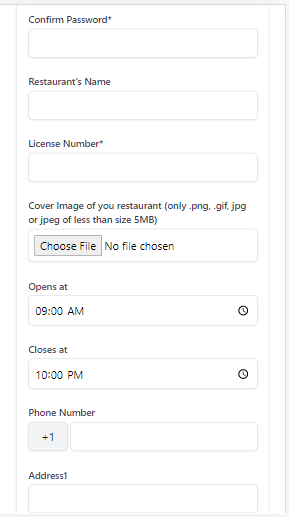 Confirm Password*
Restaurant's Name
License Number*
Cover Image of you restaurant (only .png, .gif, jpg
or jpeg of less than size 5MB)
Choose File No file chosen
Opens at
09:00 AM
Closes at
10:00 PM
Phone Number
+1
Address1